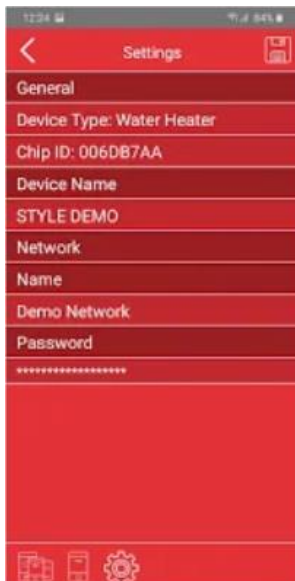 12:24 84%
Settings
General
Device Type: Water Heater
Chip ID: 006DB7AA
Device Name
STYLE DEMO
Network
Name
Demo Network
Password
******************